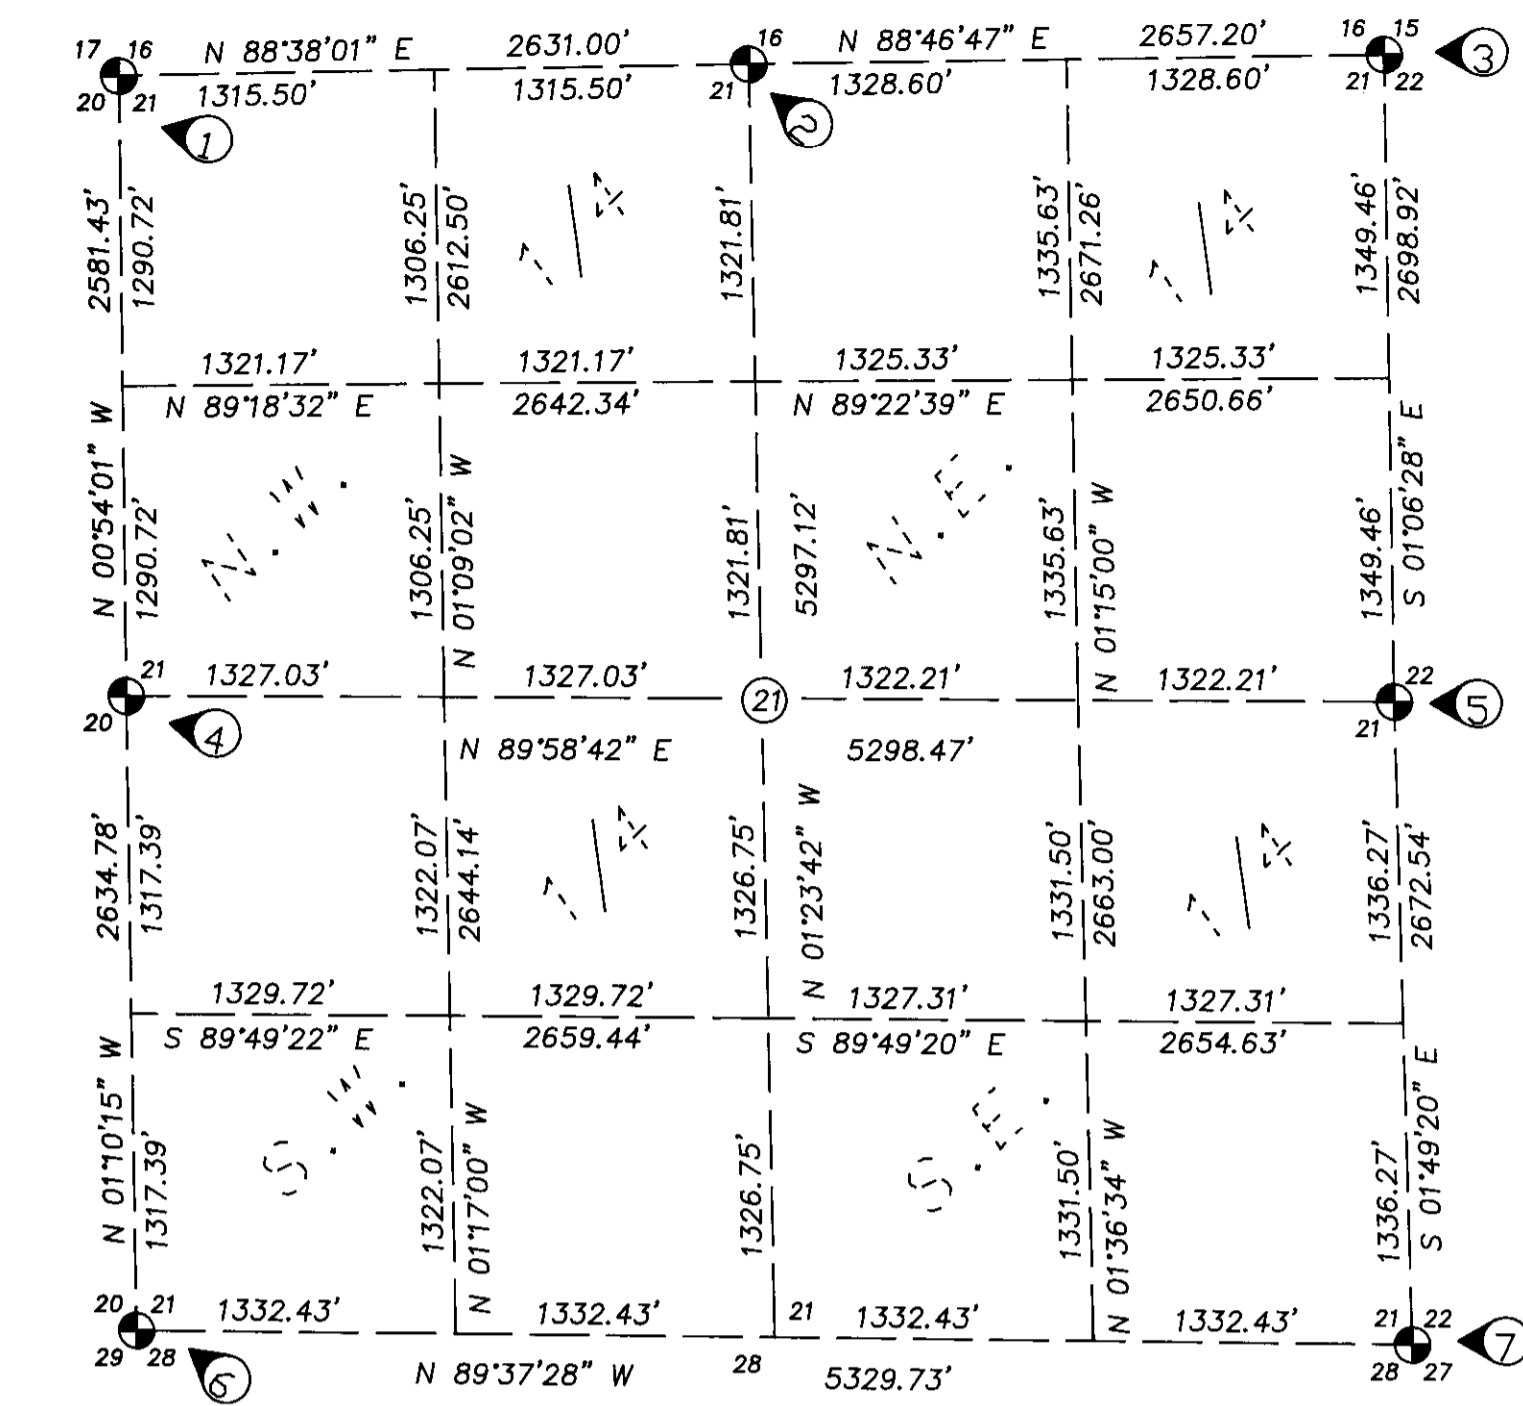 17 16 N 88°38'01" E 2631.00' 16 N 88°46'47" E 2657.20' 16 15 3
20 21 1315.50' 1315.50' 21 1328.60' 1328.60' 21 22
1 2
2581.43' 1290.72' 1306.25' 2612.50' 1/4 1321.81' 1335.63' 2671.26' 1/4 1349.46' 2698.92'
1321.17' 1321.17' 1325.33' 1325.33'
N 89°18'32" E 2642.34' N 89°22'39" E 2650.66'
N 00°54'01" W 1290.72' N.W. 1306.25' N 01°09'02" W 1321.81' 5297.12' N.E. 1335.63' N 01°15'00" W 1349.46' S 01°06'28" E
21 1327.03' 1327.03' 21 1322.21' 1322.21' 22
20 4 21 5
N 89°58'42" E 5298.47'
2634.78' 1317.39' 1322.07' 2644.14' 1/4 1326.75' N 01°23'42" W 1331.50' 2663.00' 1/4 1336.27' 2672.54'
1329.72' 1329.72' 1327.31' 1327.31'
S 89°49'22" E 2659.44' S 89°49'20" E 2654.63'
N 01°10'15" W 1317.39' S.W. 1322.07' N 01°17'00" W 1326.75' S.E. 1331.50' N 01°36'34" W 1336.27' S 01°49'20" E
20 21 1332.43' 1332.43' 21 1332.43' 1332.43' 21 22 7
29 28 6 N 89°37'28" W 28 5329.73' 28 27